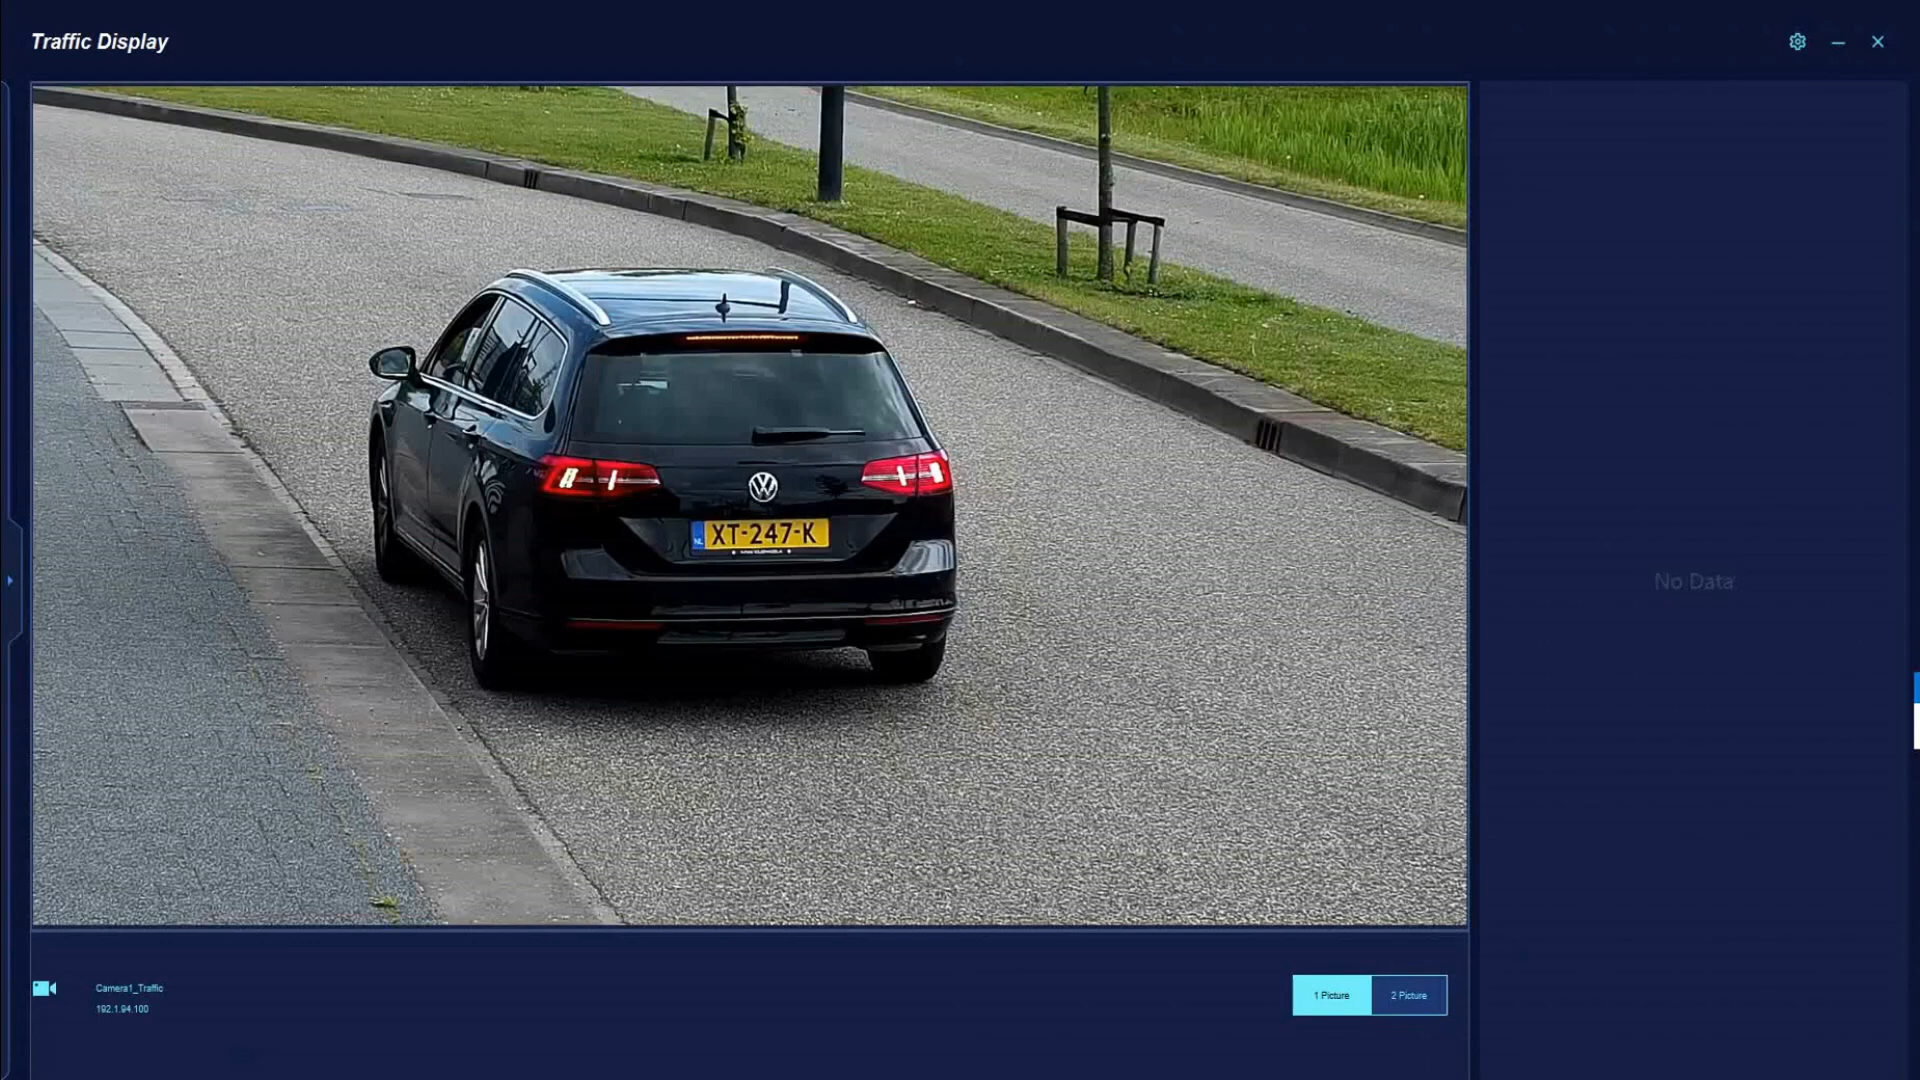 Traffic Display
NL XT-247-K
No Data
Camera1_Traffic
192.1.94.100
1 Picture
2 Picture